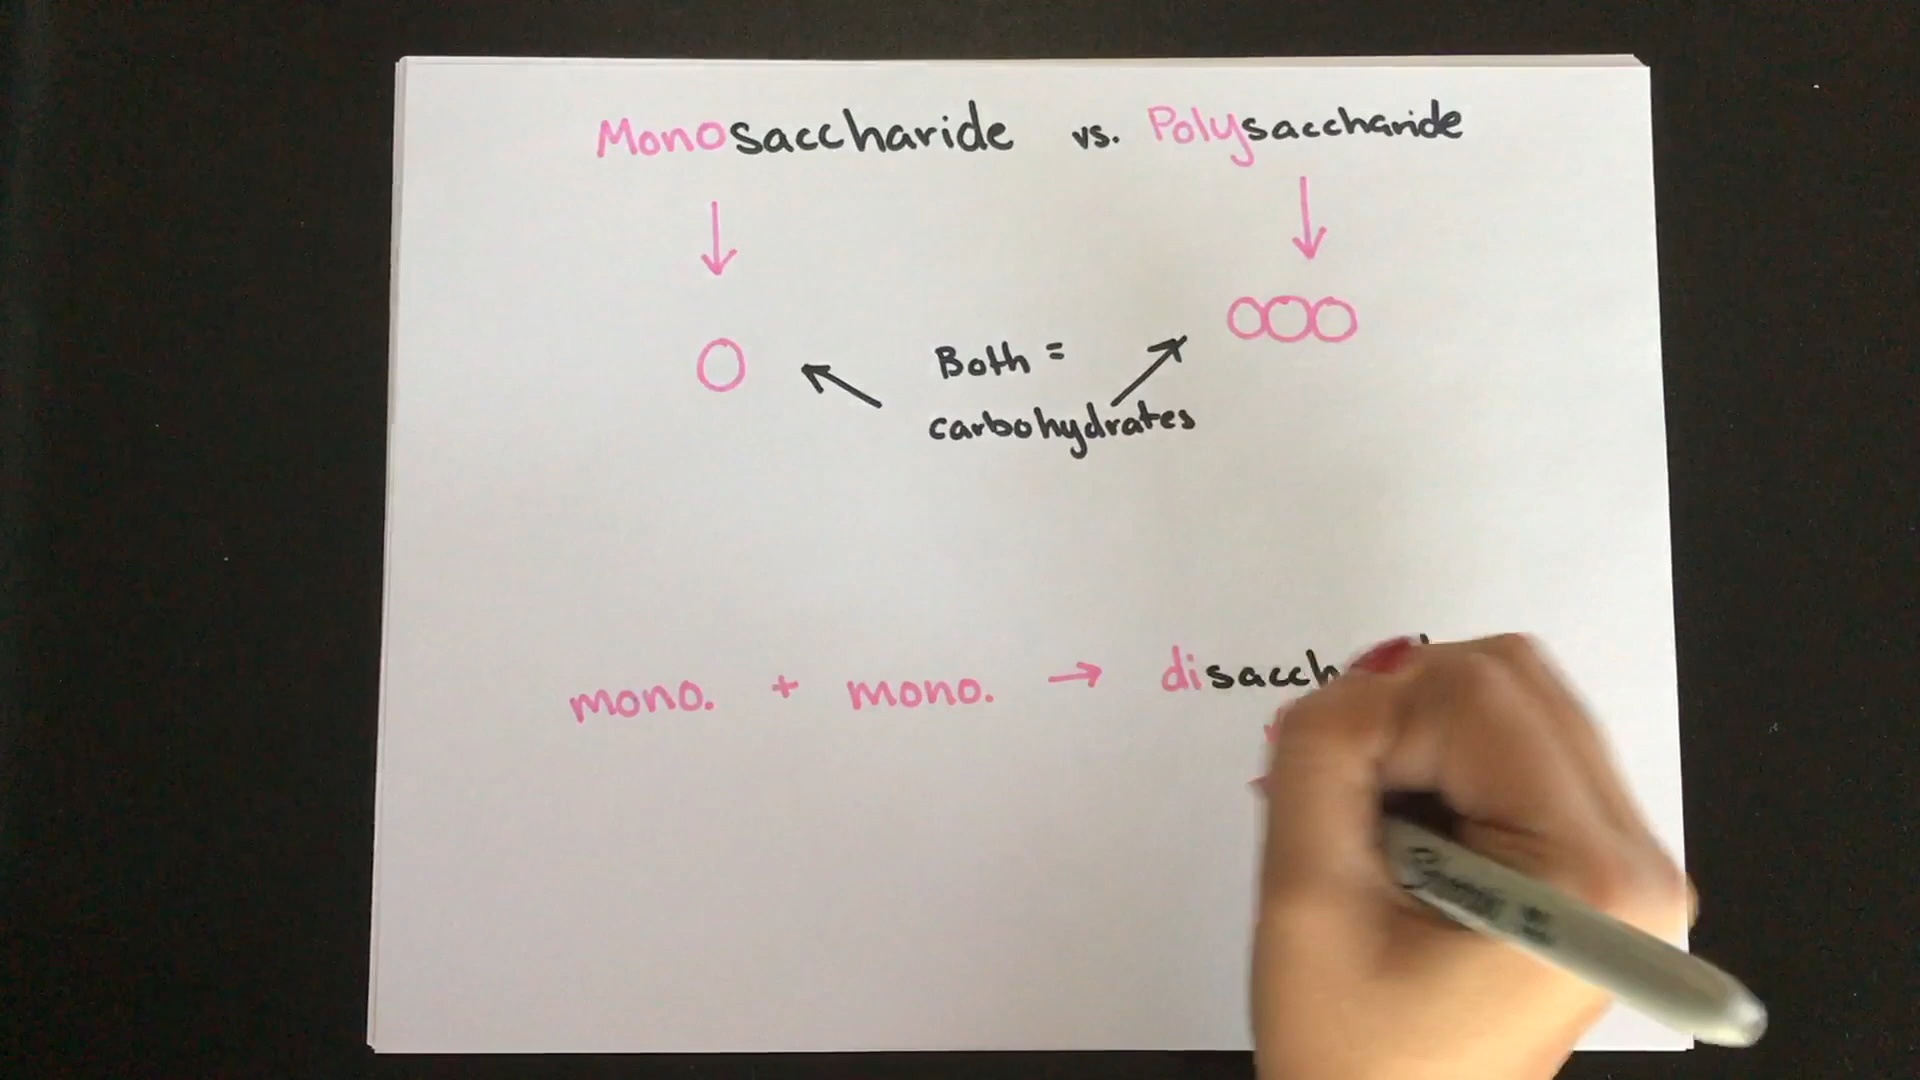 Monosaccharide vs. Polysaccharide
Both =
carbohydrates
mono. + mono. → disacch